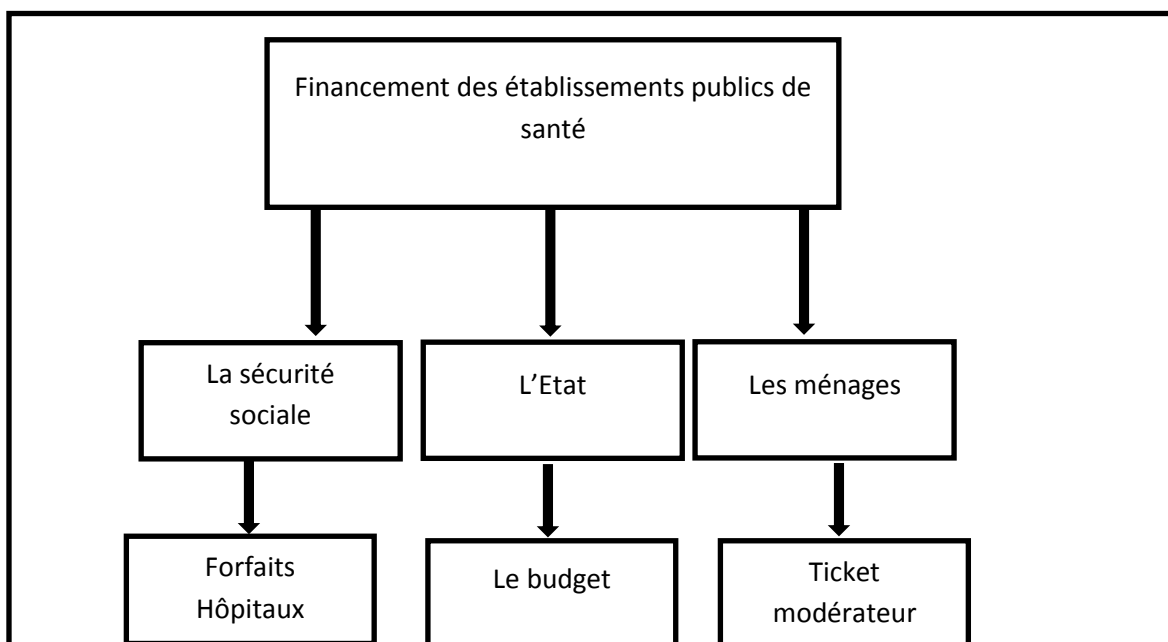 Financement des établissements publics de
santé
La sécurité
sociale
L’Etat
Les ménages
Forfaits
Hôpitaux
Le budget
Ticket
modérateur